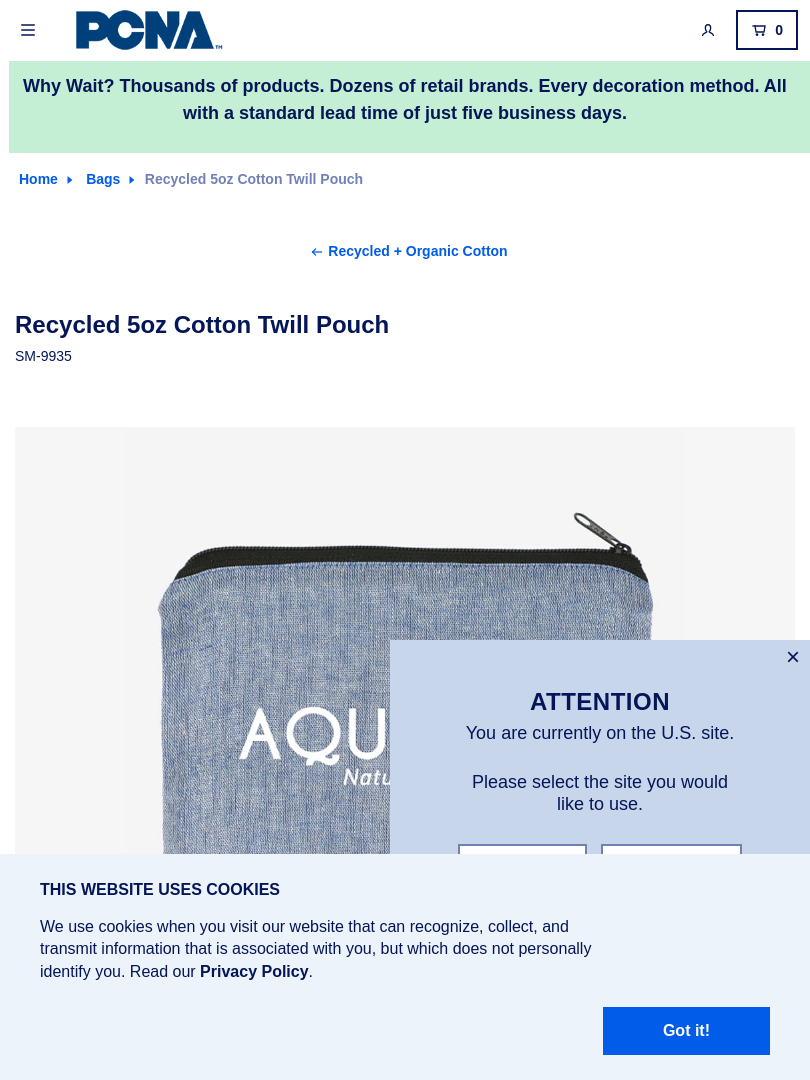 PCNA™
0
Why Wait? Thousands of products. Dozens of retail brands. Every decoration method. All
with a standard lead time of just five business days.
Home
Bags
Recycled 5oz Cotton Twill Pouch
Recycled + Organic Cotton
Recycled 5oz Cotton Twill Pouch
SM-9935
ATTENTION
You are currently on the U.S. site.
Please select the site you would
like to use.
THIS WEBSITE USES COOKIES
We use cookies when you visit our website that can recognize, collect, and
transmit information that is associated with you, but which does not personally
identify you. Read our Privacy Policy.
Got it!